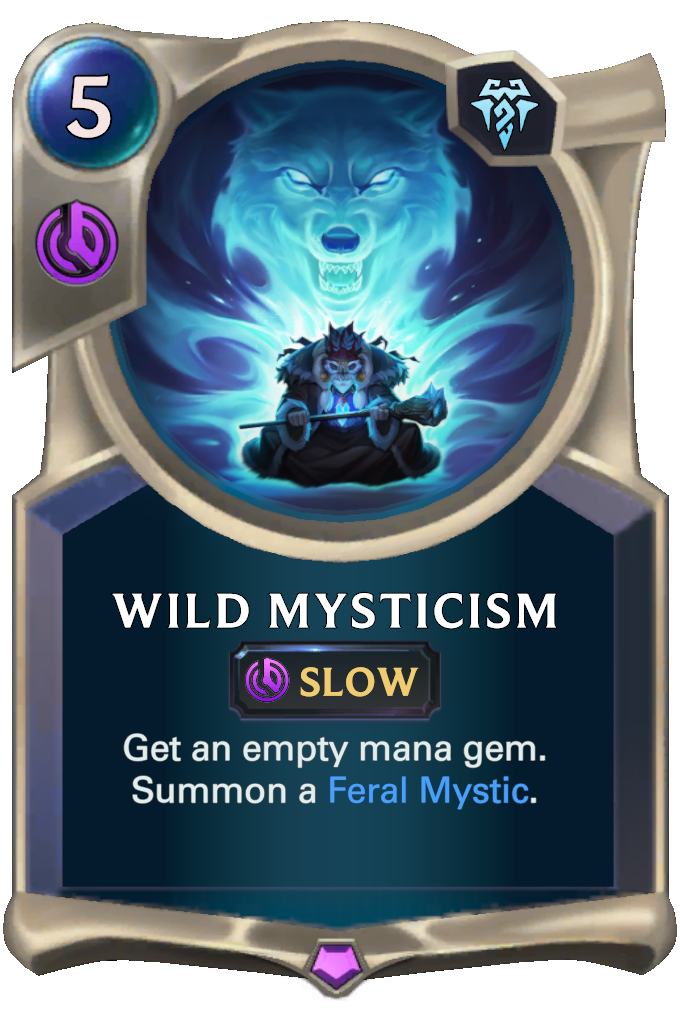 5
WILD MYSTICISM
SLOW
Get an empty mana gem.
Summon a Feral Mystic.